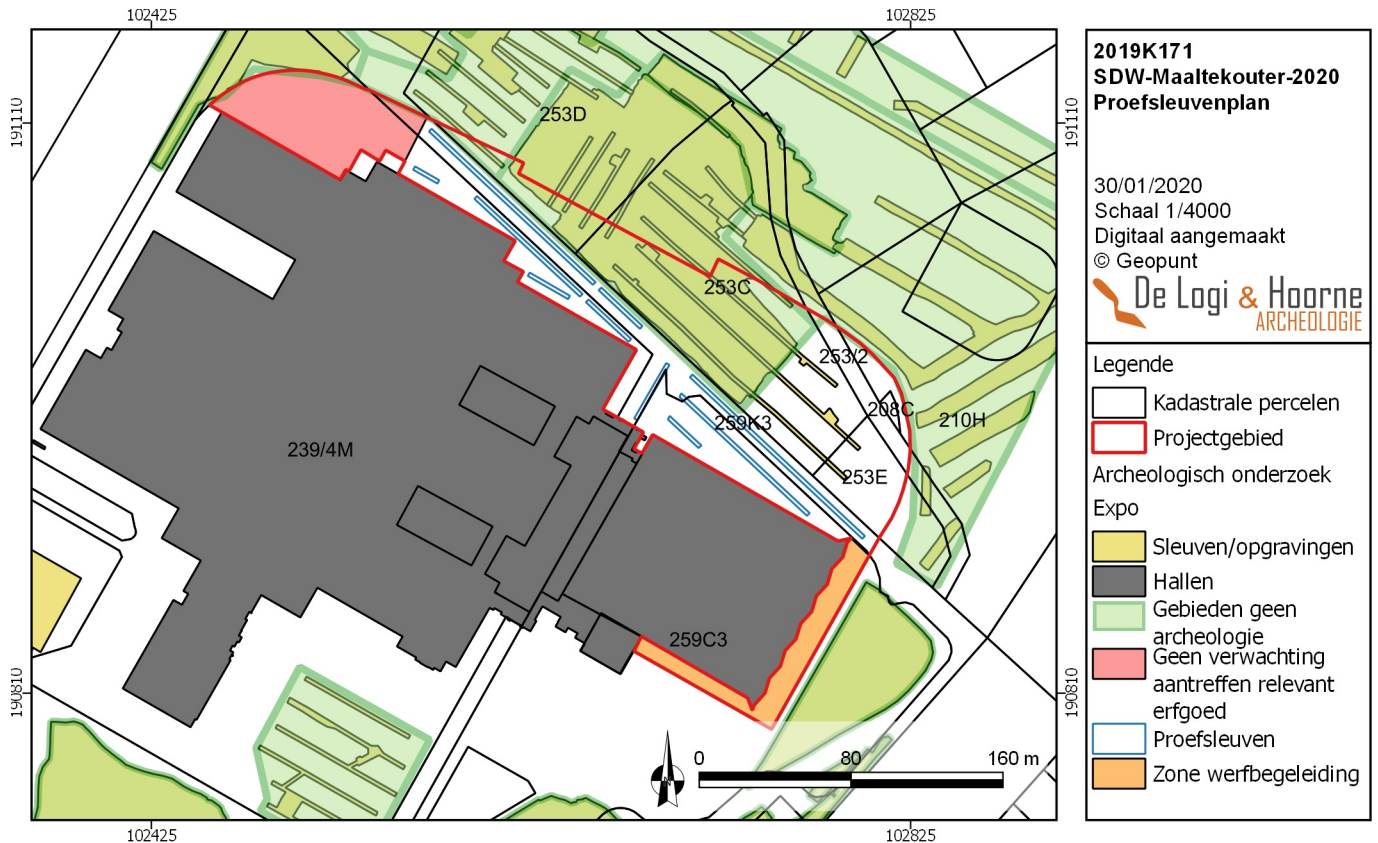 102425
102825
191110
191110
253D
253C
253/2
208C
210H
259K3
253E
239/4M
259C3
190810
190810
N
0 80 160 m
102425
102825
2019K171
SDW-Maaltekouter-2020
Proefsleuvenplan
30/01/2020
Schaal 1/4000
Digitaal aangemaakt
© Geopunt
De Logi & Hoorne
ARCHEOLOGIE
Legende
Kadastrale percelen
Projectgebied
Archeologisch onderzoek
Expo
Sleuven/opgravingen
Hallen
Gebieden geen
archeologie
Geen verwachting
aantreffen relevant
erfgoed
Proefsleuven
Zone werfbegeleiding